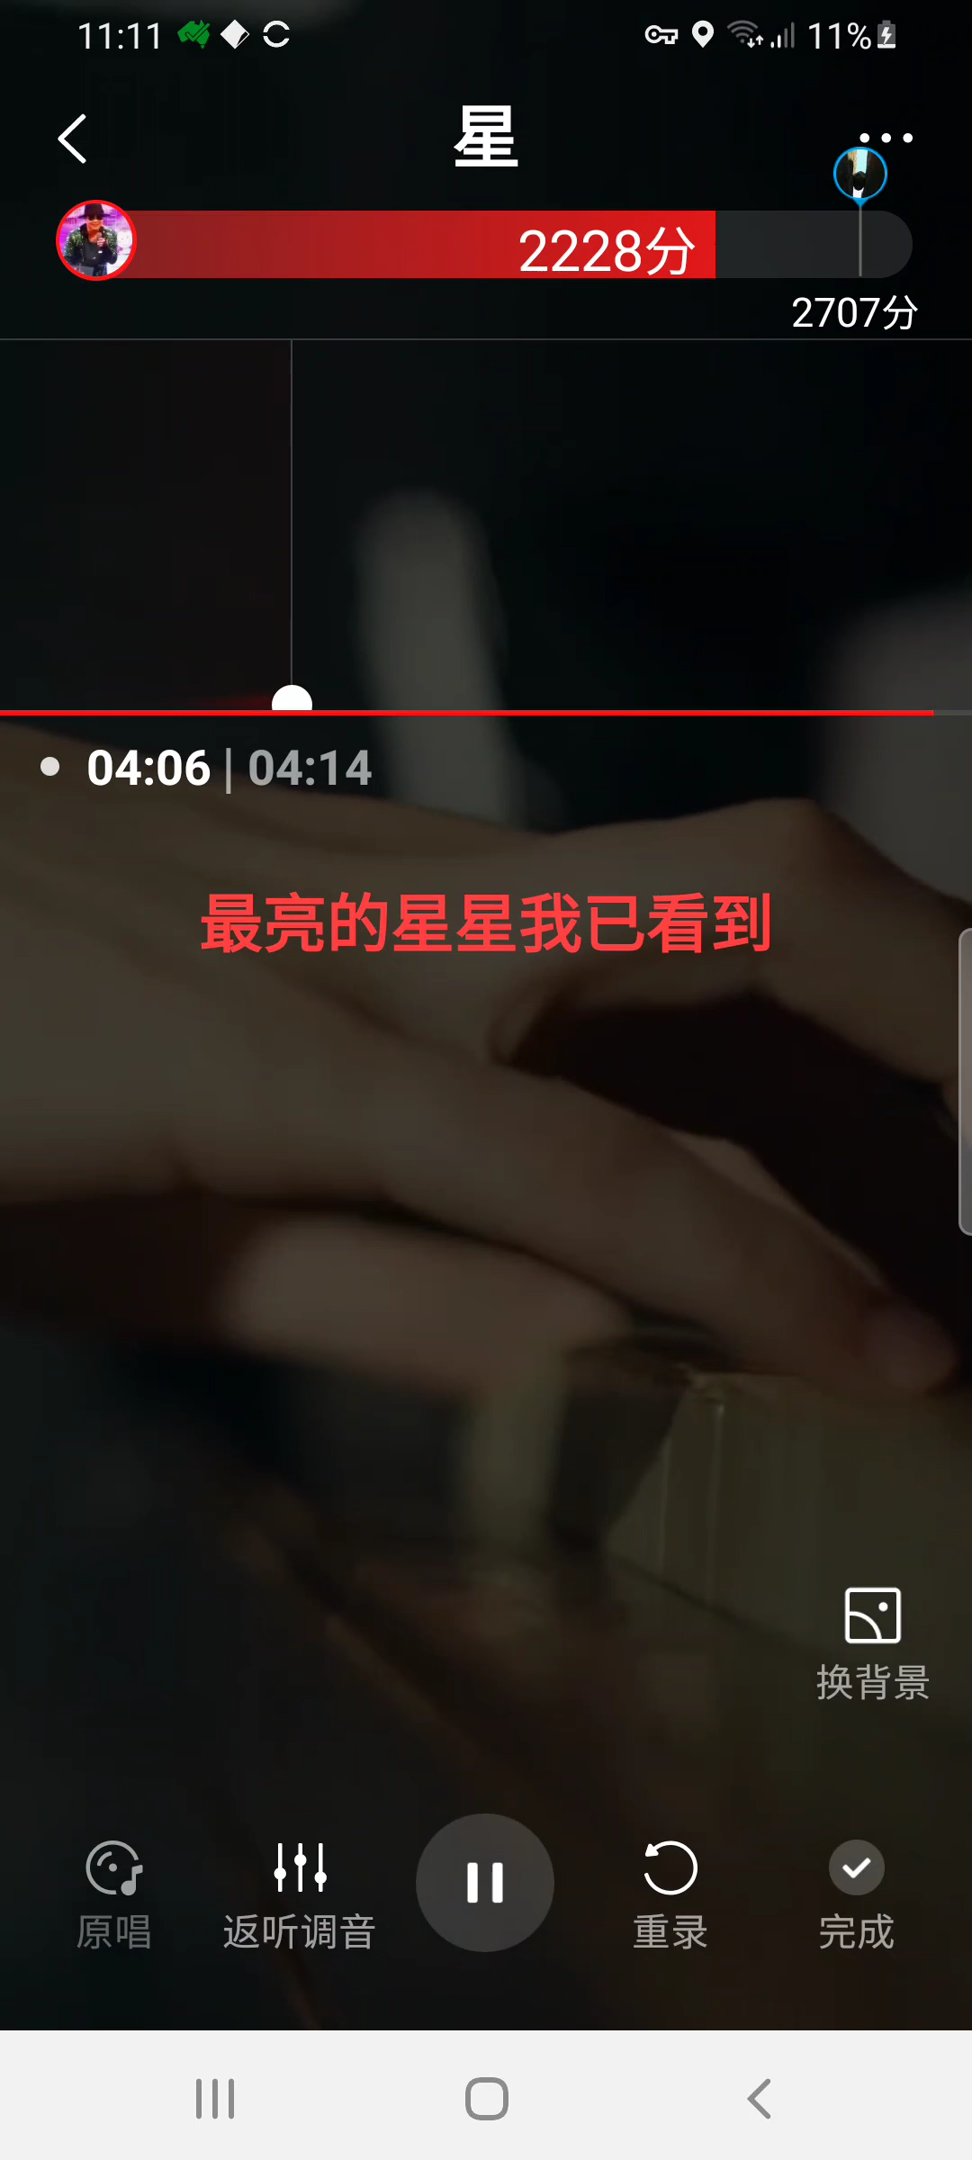 11:11
11%
星
2228分
2707分
04:06 | 04:14
最亮的星星我已看到
换背景
原唱
返听调音
重录
完成